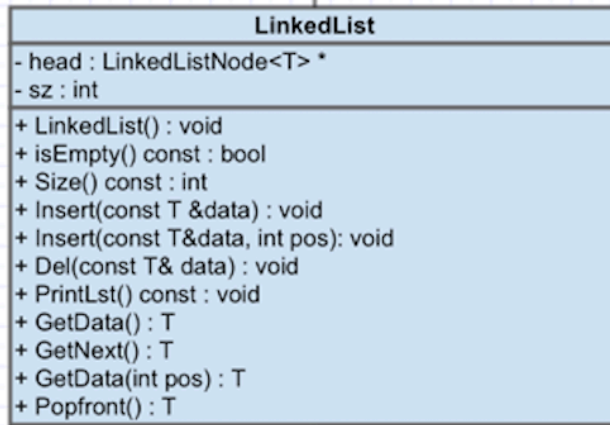 LinkedList
- head : LinkedListNode<T> *
- sz : int
+ LinkedList() : void
+ isEmpty() const : bool
+ Size() const : int
+ Insert(const T &data) : void
+ Insert(const T&data, int pos): void
+ Del(const T& data) : void
+ PrintLst() const : void
+ GetData() : T
+ GetNext() : T
+ GetData(int pos) : T
+ Popfront() : T